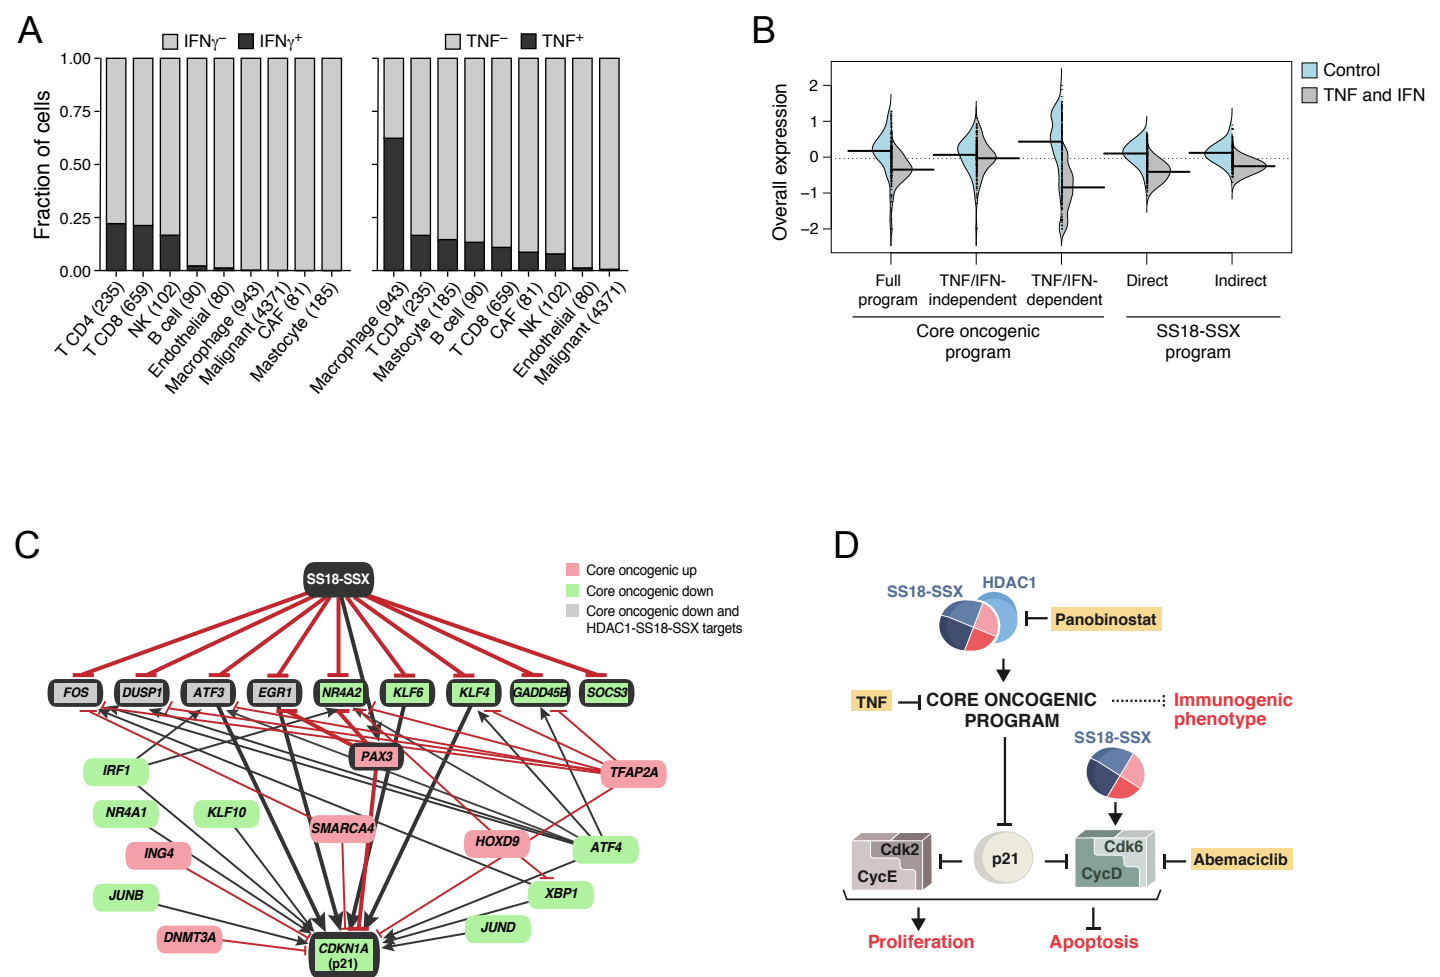 A
IFNγ– IFNγ+
TNF– TNF+
Fraction of cells
1.00
0.75
0.50
0.25
0.00
T CD4 (235)
T CD8 (659)
NK (102)
B cell (90)
Endothelial (80)
Macrophage (943)
Malignant (4371)
CAF (81)
Mastocyte (185)
Macrophage (943)
T CD4 (235)
Mastocyte (185)
B cell (90)
T CD8 (659)
CAF (81)
NK (102)
Endothelial (80)
Malignant (4371)
B
Control
TNF and IFN
Overall expression
2
1
0
–1
–2
Full
program
TNF/IFN-
independent
TNF/IFN-
dependent
Direct
Indirect
Core oncogenic
program
SS18-SSX
program
C
SS18-SSX
Core oncogenic up
Core oncogenic down
Core oncogenic down and
HDAC1-SS18-SSX targets
FOS
DUSP1
ATF3
EGR1
NR4A2
KLF6
KLF4
GADD45B
SOCS3
PAX3
IRF1
TFAP2A
NR4A1
KLF10
SMARCA4
HOXD9
ATF4
ING4
JUNB
XBP1
JUND
DNMT3A
CDKN1A
(p21)
D
SS18-SSX
HDAC1
Panobinostat
TNF
CORE ONCOGENIC
PROGRAM
Immunogenic
phenotype
SS18-SSX
Cdk2
CycE
p21
Cdk6
CycD
Abemaciclib
Proliferation
Apoptosis